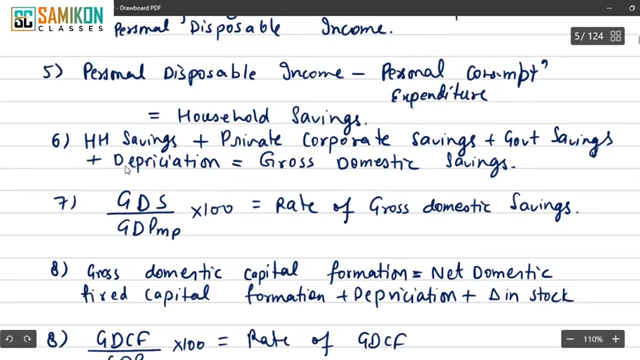 SC SAMIKON CLASSES
- Drawboard PDF
5 / 124
Personal Disposable Income.
5) Personal Disposable Income - Personal Consumptⁿ
Expenditure
= Household Savings.
6) HH Savings + Private Corporate Savings + Govt Savings
+ Depriciation = Gross Domestic Savings.
7) GDS / GDPmp × 100 = Rate of Gross domestic Savings.
8) Gross domestic capital formation = Net Domestic
fixed capital formation + Depriciation + Δ in stock
8) GDCF × 100 = Rate of GDCF
110%